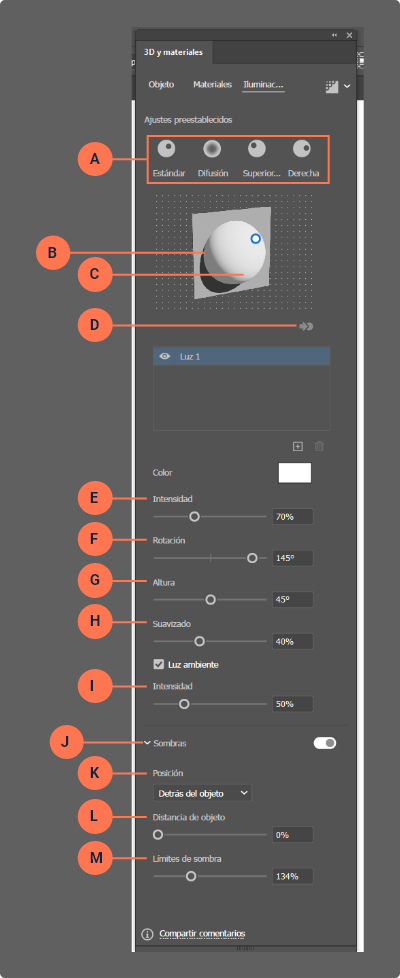 3D y materiales
Objeto Materiales Iluminac...
Ajustes preestablecidos
A
Estándar Difusión Superior... Derecha
B
C
D
Luz 1
Color
E Intensidad
70%
F Rotación
145º
G Altura
45º
H Suavizado
40%
Luz ambiente
I Intensidad
50%
J Sombras
K Posición
Detrás del objeto
L Distancia de objeto
0%
M Límites de sombra
134%
Compartir comentarios